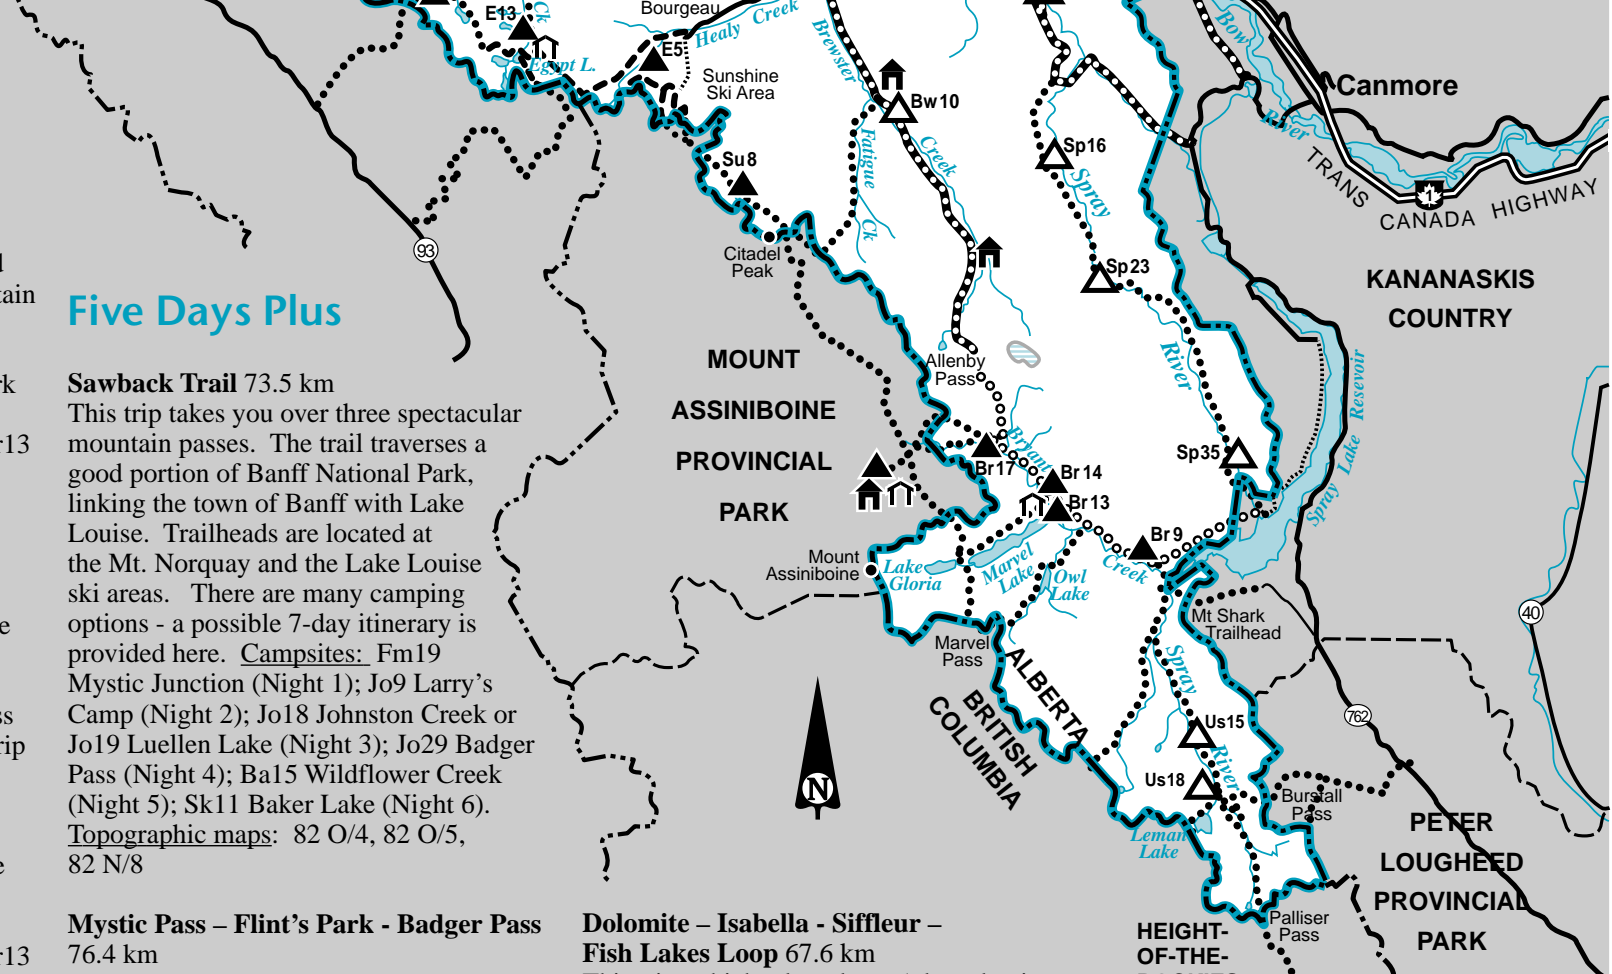 E13
Ck
Bourgeau
Healy Creek
E5
Egypt L.
Sunshine
Ski Area
Brewster
Creek
Bw10
Fatigue
Ck
Su8
Citadel
Peak
Sp16
Spray
Sp23
River
Sp35
Bow
River
Canmore
TRANS
CANADA HIGHWAY
1
93
KANANASKIS
COUNTRY
Spray Lake Resevoir
Allenby
Pass
MOUNT
ASSINIBOINE
PROVINCIAL
PARK
Briant
Br17
Br14
Br13
Br9
Creek
Mount
Assiniboine
Lake
Gloria
Marvel
Lake
Owl
Lake
Marvel
Pass
Mt Shark
Trailhead
40
762
ALBERTA
BRITISH
COLUMBIA
Spray
River
Us15
Us18
Leman
Lake
Burstall
Pass
Palliser
Pass
PETER
LOUGHEED
PROVINCIAL
PARK
HEIGHT-
OF-THE-
N
tain
rk
r13
e
ss
rip
e
r13
Five Days Plus
Sawback Trail 73.5 km
This trip takes you over three spectacular
mountain passes. The trail traverses a
good portion of Banff National Park,
linking the town of Banff with Lake
Louise. Trailheads are located at
the Mt. Norquay and the Lake Louise
ski areas. There are many camping
options - a possible 7-day itinerary is
provided here. Campsites: Fm19
Mystic Junction (Night 1); Jo9 Larry's
Camp (Night 2); Jo18 Johnston Creek or
Jo19 Luellen Lake (Night 3); Jo29 Badger
Pass (Night 4); Ba15 Wildflower Creek
(Night 5); Sk11 Baker Lake (Night 6).
Topographic maps: 82 O/4, 82 O/5,
82 N/8
Mystic Pass – Flint's Park - Badger Pass
76.4 km
Dolomite – Isabella - Siffleur –
Fish Lakes Loop 67.6 km